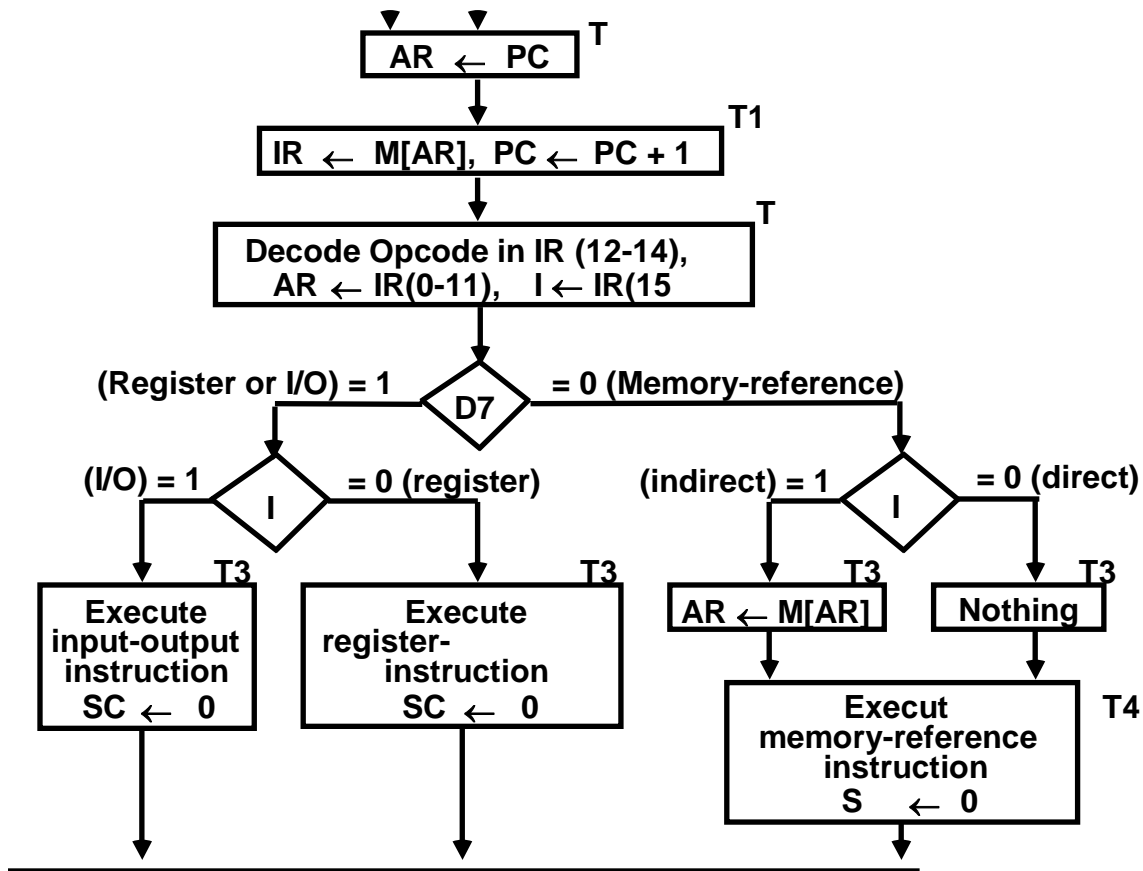 T
AR ← PC
T1
IR ← M[AR], PC ← PC + 1
T
Decode Opcode in IR (12-14),
AR ← IR(0-11), I ← IR(15
(Register or I/O) = 1
D7
= 0 (Memory-reference)
(I/O) = 1
I
= 0 (register)
(indirect) = 1
I
= 0 (direct)
T3
Execute
input-output
instruction
SC ← 0
T3
Execute
register-
instruction
SC ← 0
T3
AR ← M[AR]
T3
Nothing
Execut
memory-reference
instruction
S ← 0
T4